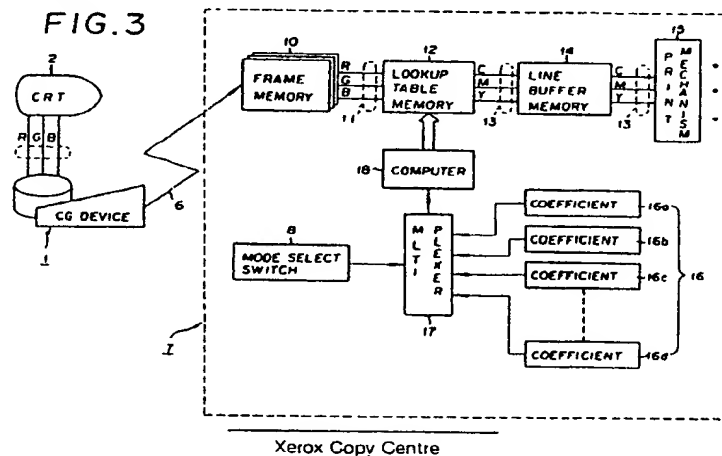 FIG.3
2
CRT
R G B
CG DEVICE
1
6
10
FRAME MEMORY
R
G
B
11
12
LOOKUP TABLE MEMORY
C
M
Y
13
14
LINE BUFFER MEMORY
C
M
Y
13
15
PRINT MECHANISM
18
COMPUTER
8
MODE SELECT SWITCH
MLTI PLEXER
17
COEFFICIENT
16a
COEFFICIENT
16b
COEFFICIENT
16c
COEFFICIENT
16d
16
I
Xerox Copy Centre